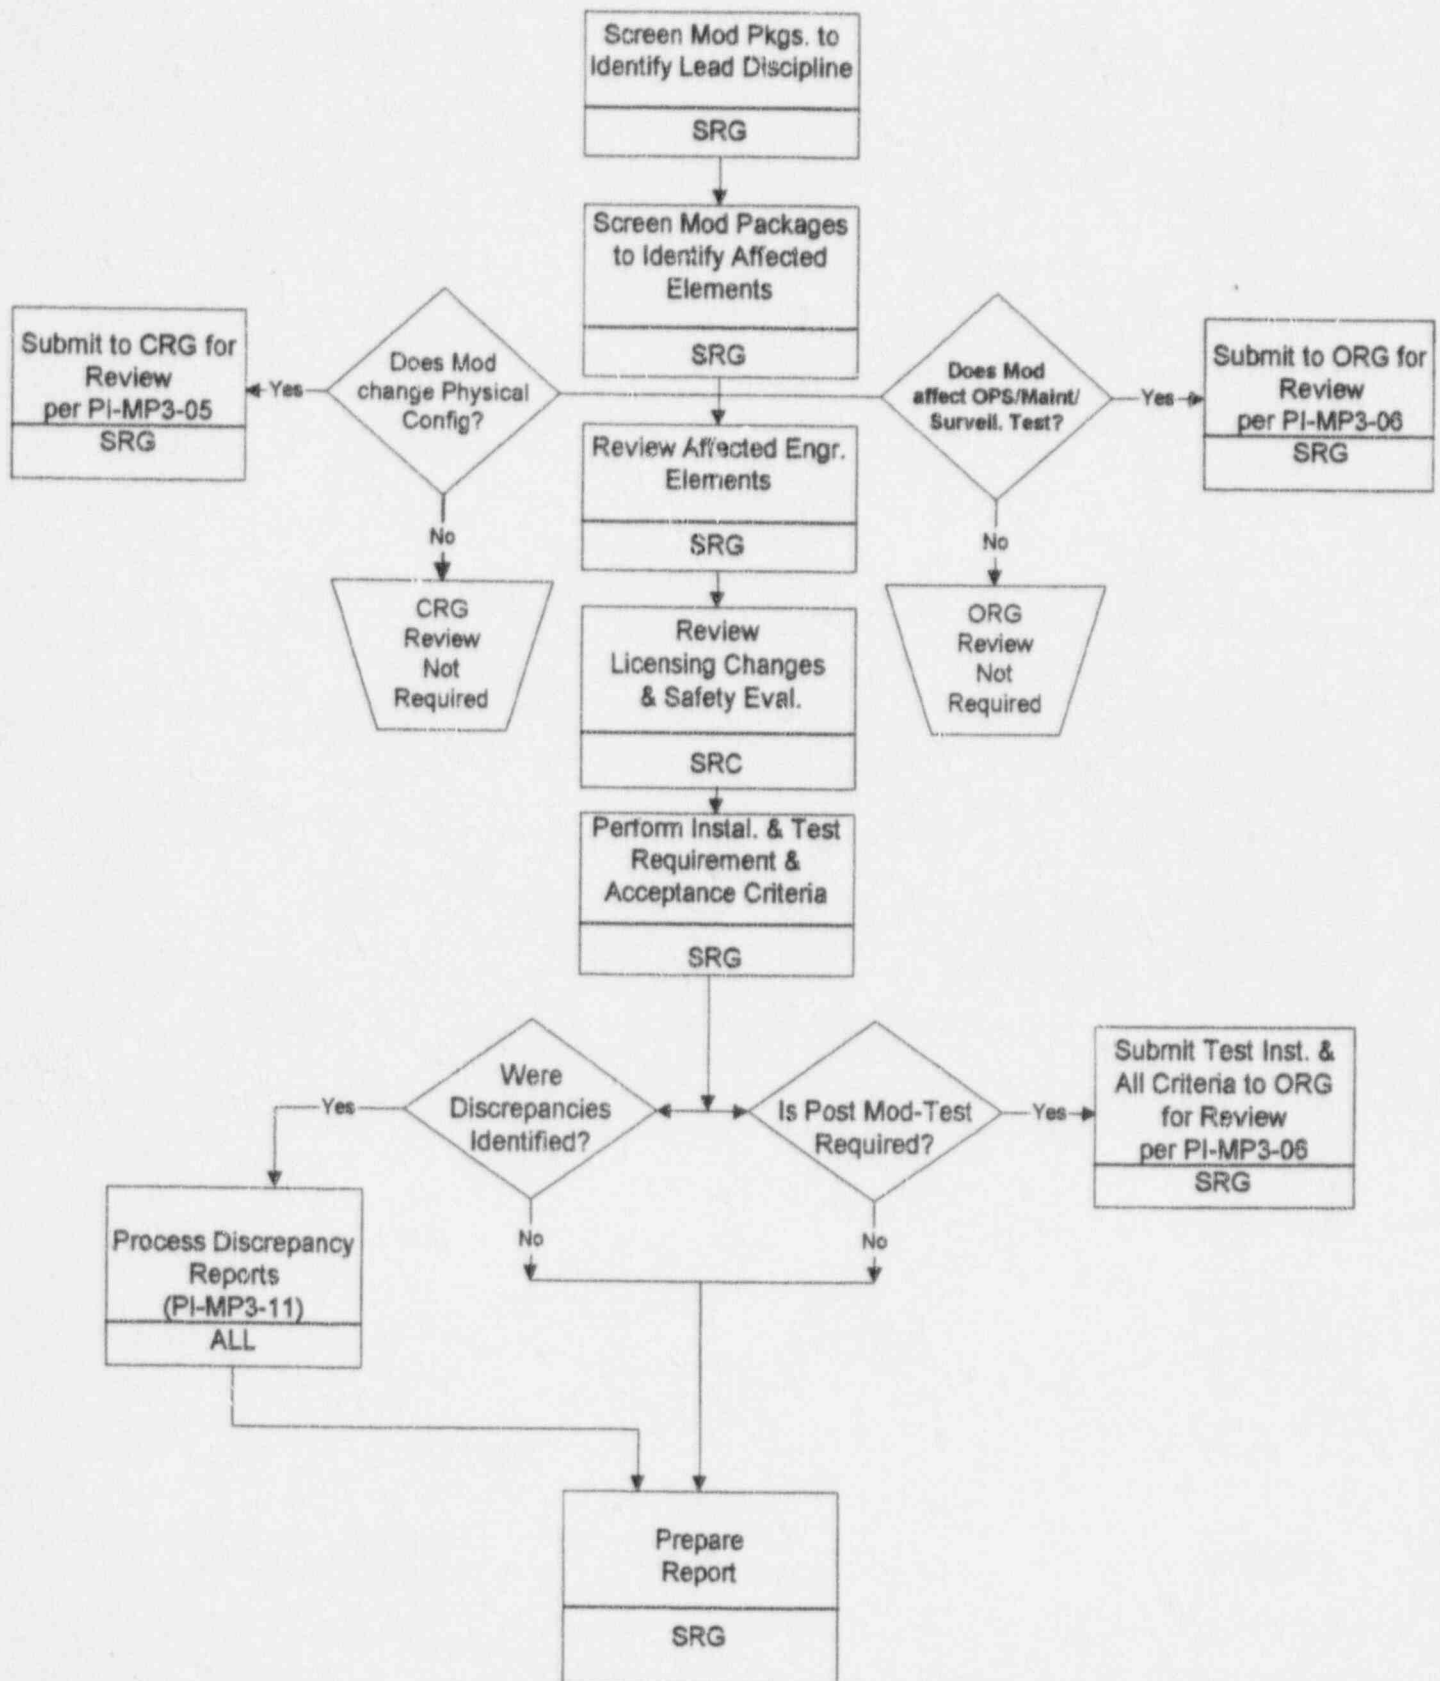 Screen Mod Pkgs. to
Identify Lead Discipline
SRG
Screen Mod Packages
to Identify Affected
Elements
SRG
Submit to CRG for
Review
per PI-MP3-05
SRG
Yes
Does Mod
change Physical
Config?
Does Mod
affect OPS/Maint/
Surveil. Test?
Yes
Submit to ORG for
Review
per PI-MP3-06
SRG
Review Affected Engr.
Elements
SRG
No
No
CRG
Review
Not
Required
ORG
Review
Not
Required
Review
Licensing Changes
& Safety Eval.
SRC
Perform Instal. & Test
Requirement &
Acceptance Criteria
SRG
Were
Discrepancies
Identified?
Yes
Is Post Mod-Test
Required?
Yes
Submit Test Inst. &
All Criteria to ORG
for Review
per PI-MP3-06
SRG
No
No
Process Discrepancy
Reports
(PI-MP3-11)
ALL
Prepare
Report
SRG